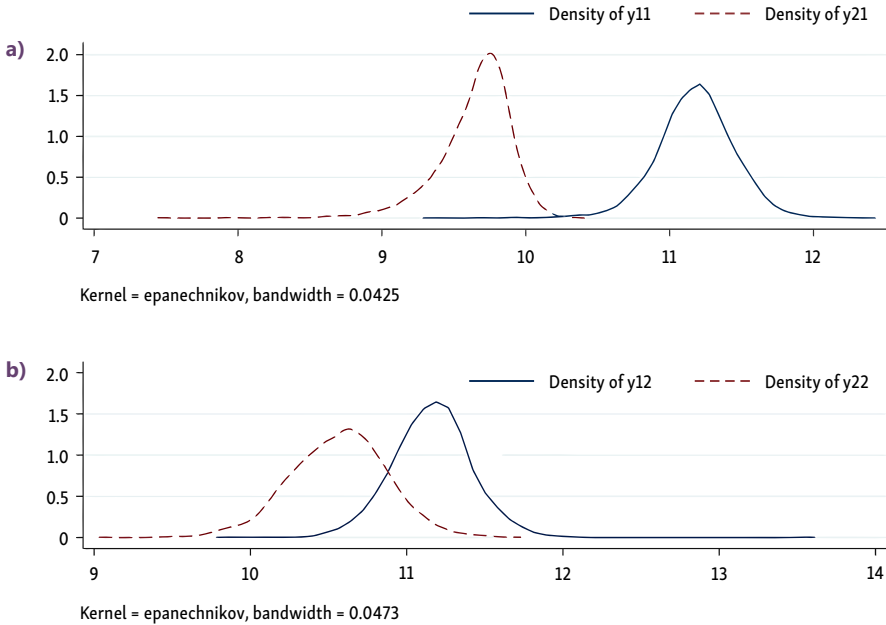 Density of y11 Density of y21
a)
2.0
1.5
1.0
0.5
0
7 8 9 10 11 12
Kernel = epanechnikov, bandwidth = 0.0425
b)
Density of y12 Density of y22
2.0
1.5
1.0
0.5
0
9 10 11 12 13 14
Kernel = epanechnikov, bandwidth = 0.0473